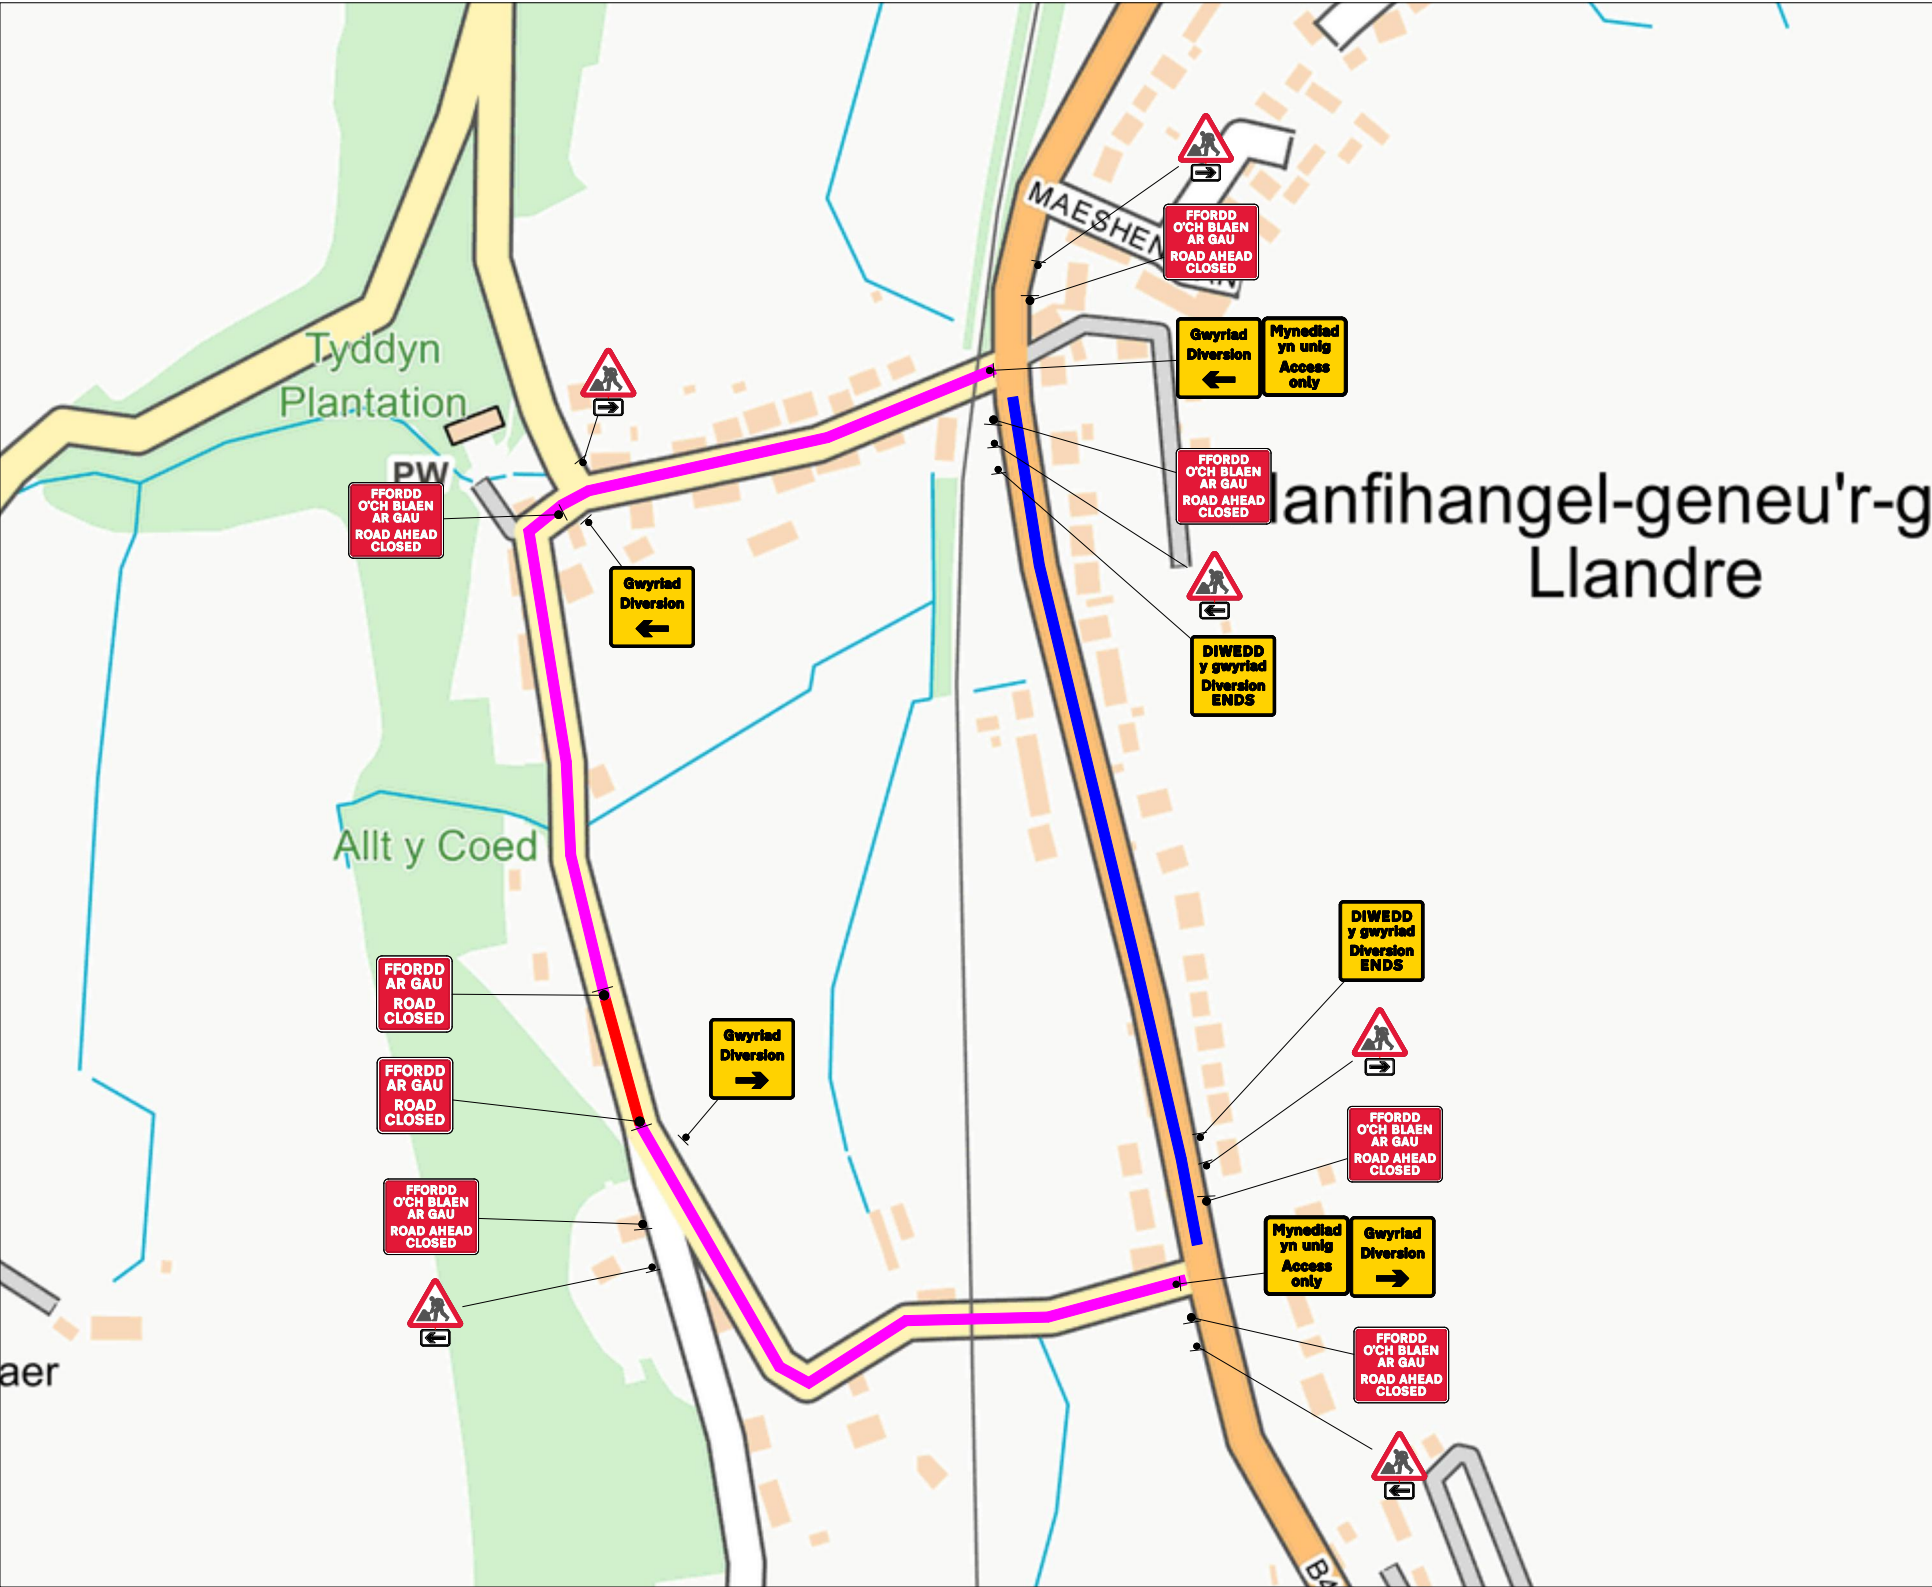 MAESHEN
FFORDD
O'CH BLAEN
AR GAU
ROAD AHEAD
CLOSED
Gwyriad
Diversion
Mynediad
yn unig
Access
only
Tyddyn
Plantation
PW
FFORDD
O'CH BLAEN
AR GAU
ROAD AHEAD
CLOSED
FFORDD
O'CH BLAEN
AR GAU
ROAD AHEAD
CLOSED
lanfihangel-geneu'r-g
Llandre
Gwyriad
Diversion
DIWEDD
y gwyriad
Diversion
ENDS
Allt y Coed
DIWEDD
y gwyriad
Diversion
ENDS
FFORDD
AR GAU
ROAD
CLOSED
Gwyriad
Diversion
FFORDD
AR GAU
ROAD
CLOSED
FFORDD
O'CH BLAEN
AR GAU
ROAD AHEAD
CLOSED
FFORDD
O'CH BLAEN
AR GAU
ROAD AHEAD
CLOSED
Mynediad
yn unig
Access
only
Gwyriad
Diversion
FFORDD
O'CH BLAEN
AR GAU
ROAD AHEAD
CLOSED
aer
B4